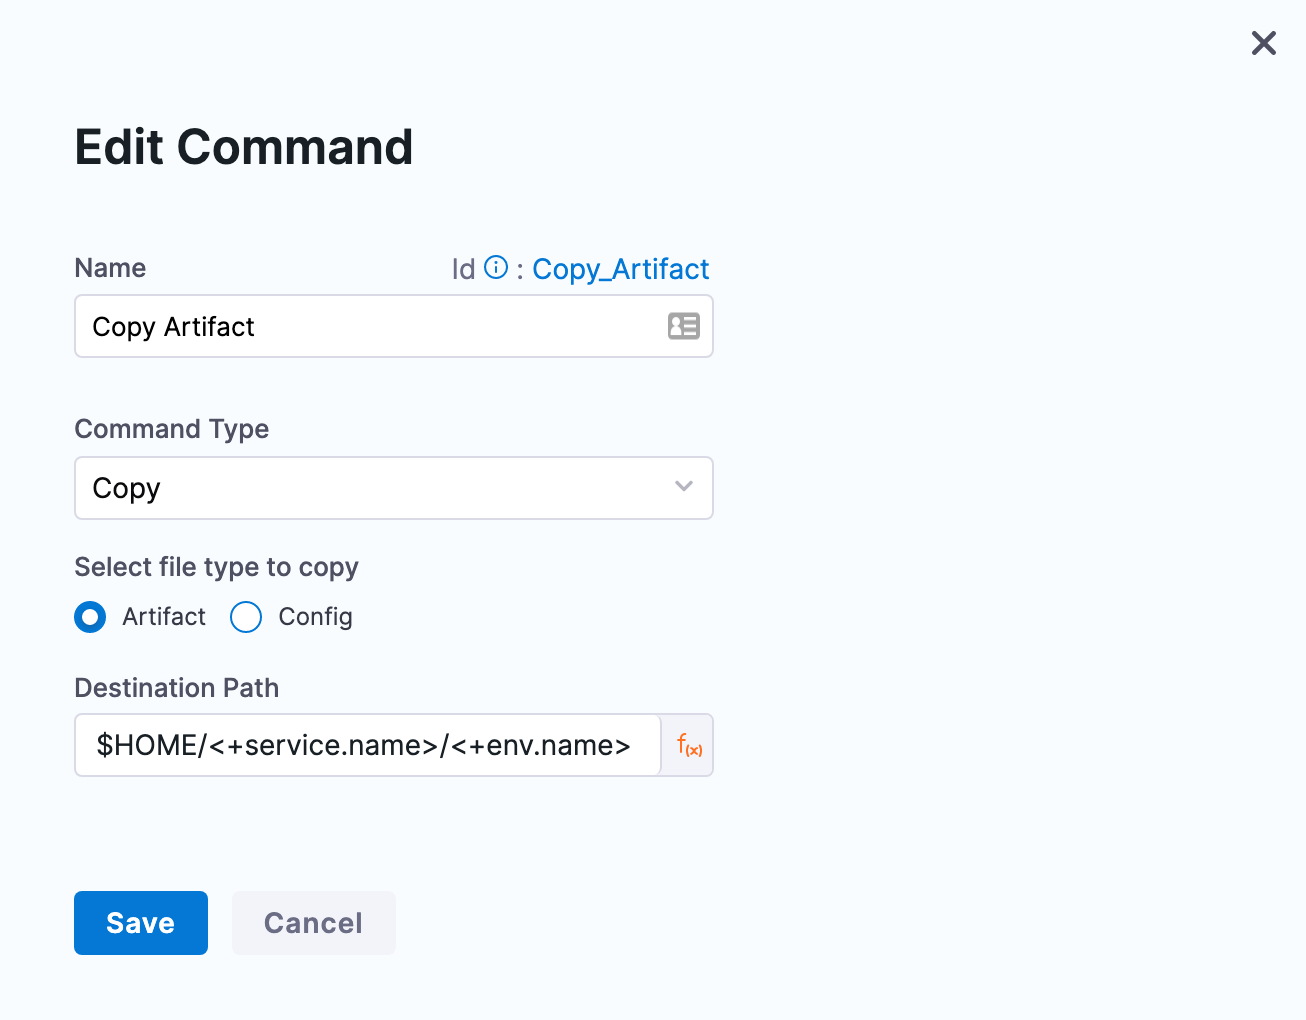 Edit Command
Name
Id ⓘ : Copy_Artifact
Copy Artifact
Command Type
Copy
Select file type to copy
Artifact Config
Destination Path
$HOME/<+service.name>/<+env.name>
f(x)
Save Cancel